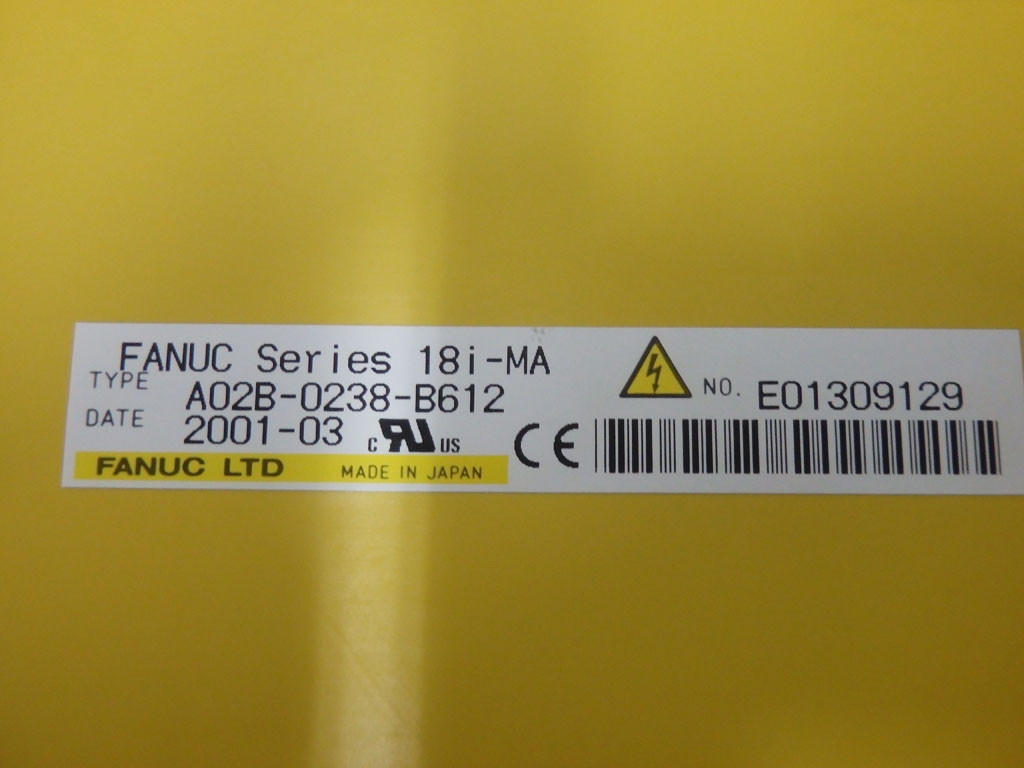 FANUC Series 18i-MA
TYPE A02B-0238-B612
DATE 2001-03
c RU US
FANUC LTD MADE IN JAPAN
CE
NO. E01309129